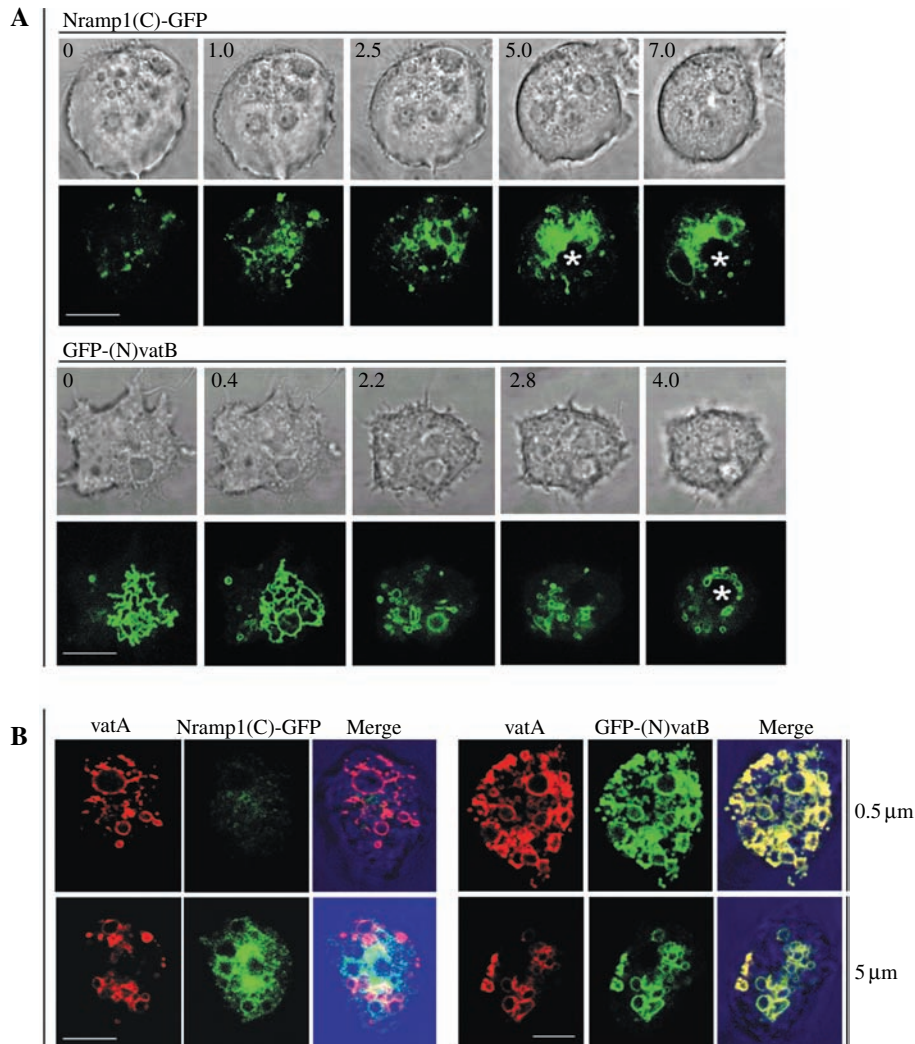 A
Nramp1(C)-GFP
0 1.0 2.5 5.0 7.0
* *
GFP-(N)vatB
0 0.4 2.2 2.8 4.0
*
B
vatA Nramp1(C)-GFP Merge vatA GFP-(N)vatB Merge
0.5 µm
5 µm